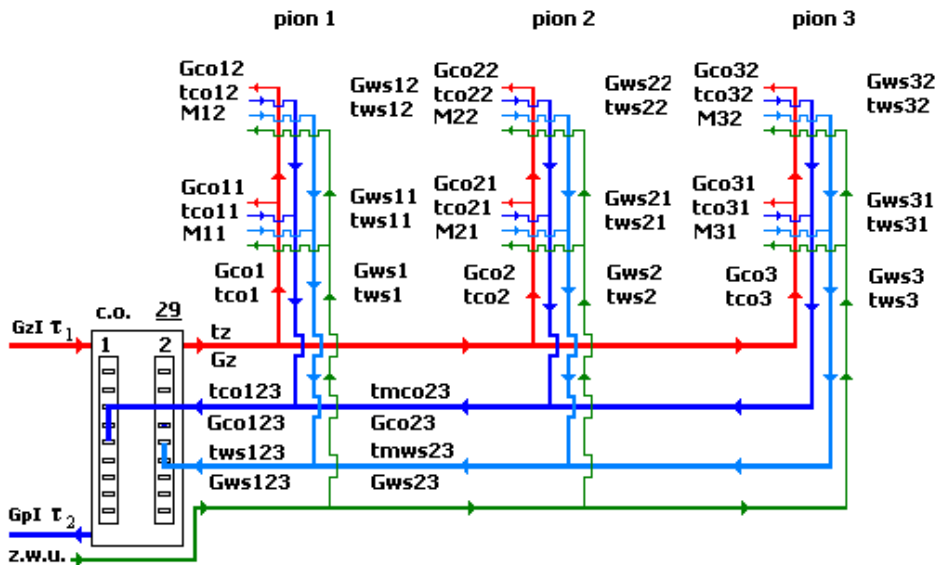 pion 1 pion 2 pion 3
Gco12 Gws12 Gco22 Gws22 Gco32 Gws32
tco12 tws12 tco22 tws22 tco32 tws32
M12 M22 M32
Gco11 Gws11 Gco21 Gws21 Gco31 Gws31
tco11 tws11 tco21 tws21 tco31 tws31
M11 M21 M31
Gco1 Gws1 Gco2 Gws2 Gco3 Gws3
tco1 tws1 tco2 tws2 tco3 tws3
c.o. 29
GzI τ1 1 2 tz
Gz
tco123 tmco23
Gco123 Gco23
tws123 tmws23
Gws123 Gws23
GpI τ2
z.w.u.